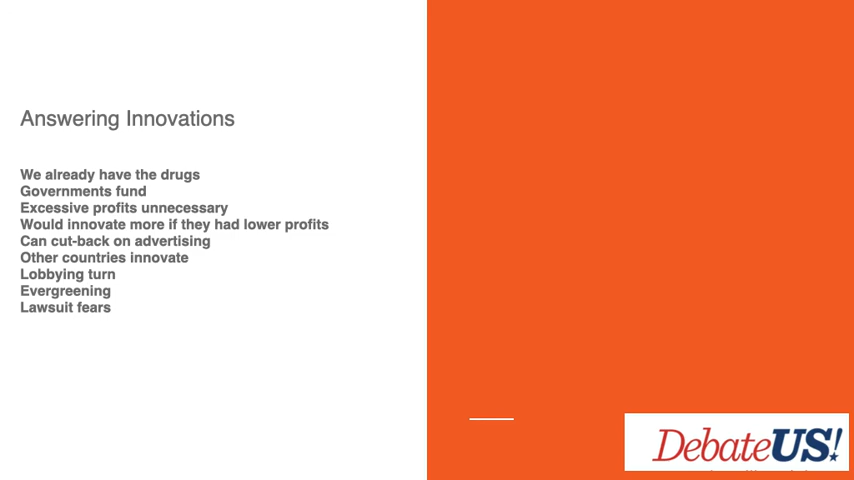 Answering Innovations
We already have the drugs
Governments fund
Excessive profits unnecessary
Would innovate more if they had lower profits
Can cut-back on advertising
Other countries innovate
Lobbying turn
Evergreening
Lawsuit fears
DebateUS!